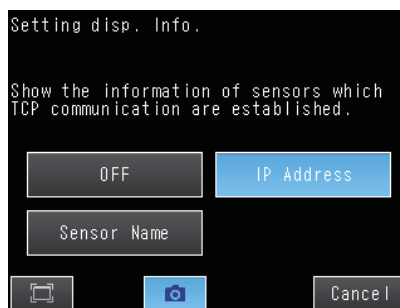 Setting disp. Info.
Show the information of sensors which
TCP communication are established.
OFF
IP Address
Sensor Name
Cancel